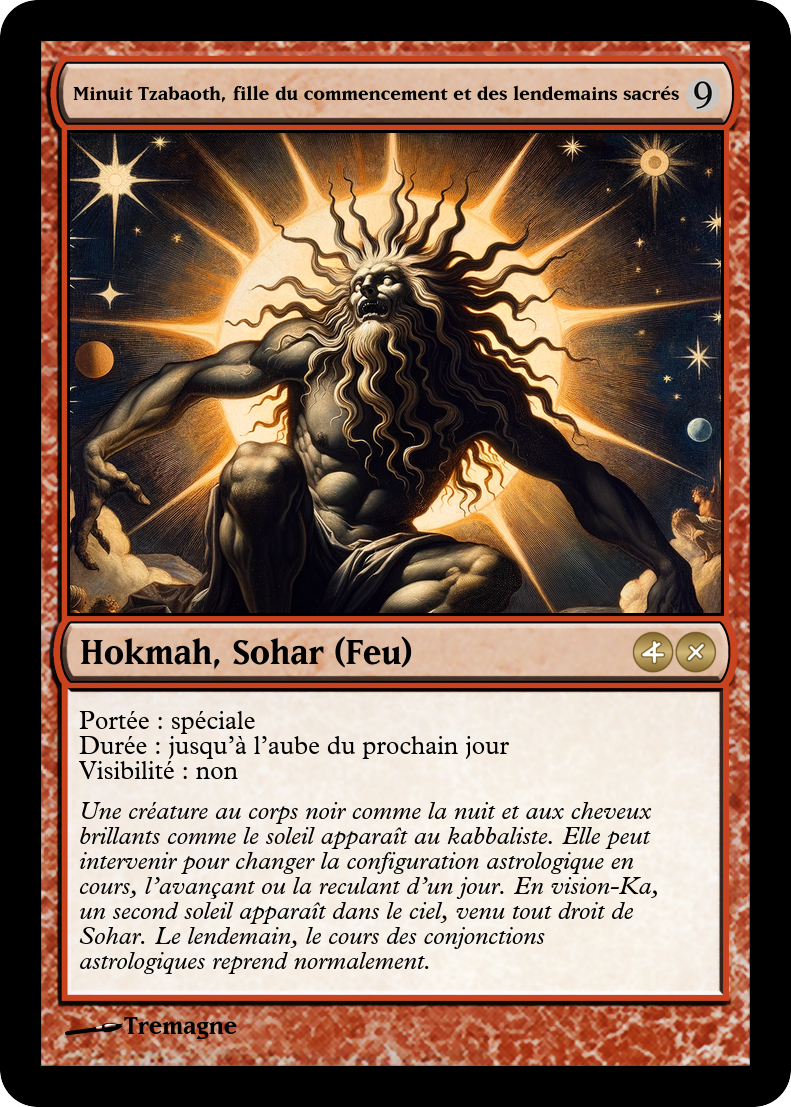 Minuit Tzabaoth, fille du commencement et des lendemains sacrés 9
Hokmah, Sohar (Feu)
Portée : spéciale
Durée : jusqu'à l'aube du prochain jour
Visibilité : non
Une créature au corps noir comme la nuit et aux cheveux
brillants comme le soleil apparaît au kabbaliste. Elle peut
intervenir pour changer la configuration astrologique en
cours, l'avançant ou la reculant d'un jour. En vision-Ka,
un second soleil apparaît dans le ciel, venu tout droit de
Sohar. Le lendemain, le cours des conjonctions
astrologiques reprend normalement.
Tremagne